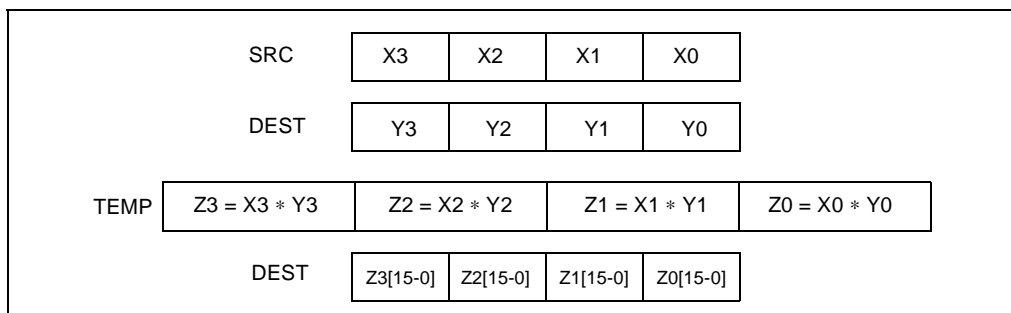 SRC X3 X2 X1 X0
DEST Y3 Y2 Y1 Y0
TEMP Z3 = X3 ∗ Y3 Z2 = X2 ∗ Y2 Z1 = X1 ∗ Y1 Z0 = X0 ∗ Y0
DEST Z3[15-0] Z2[15-0] Z1[15-0] Z0[15-0]